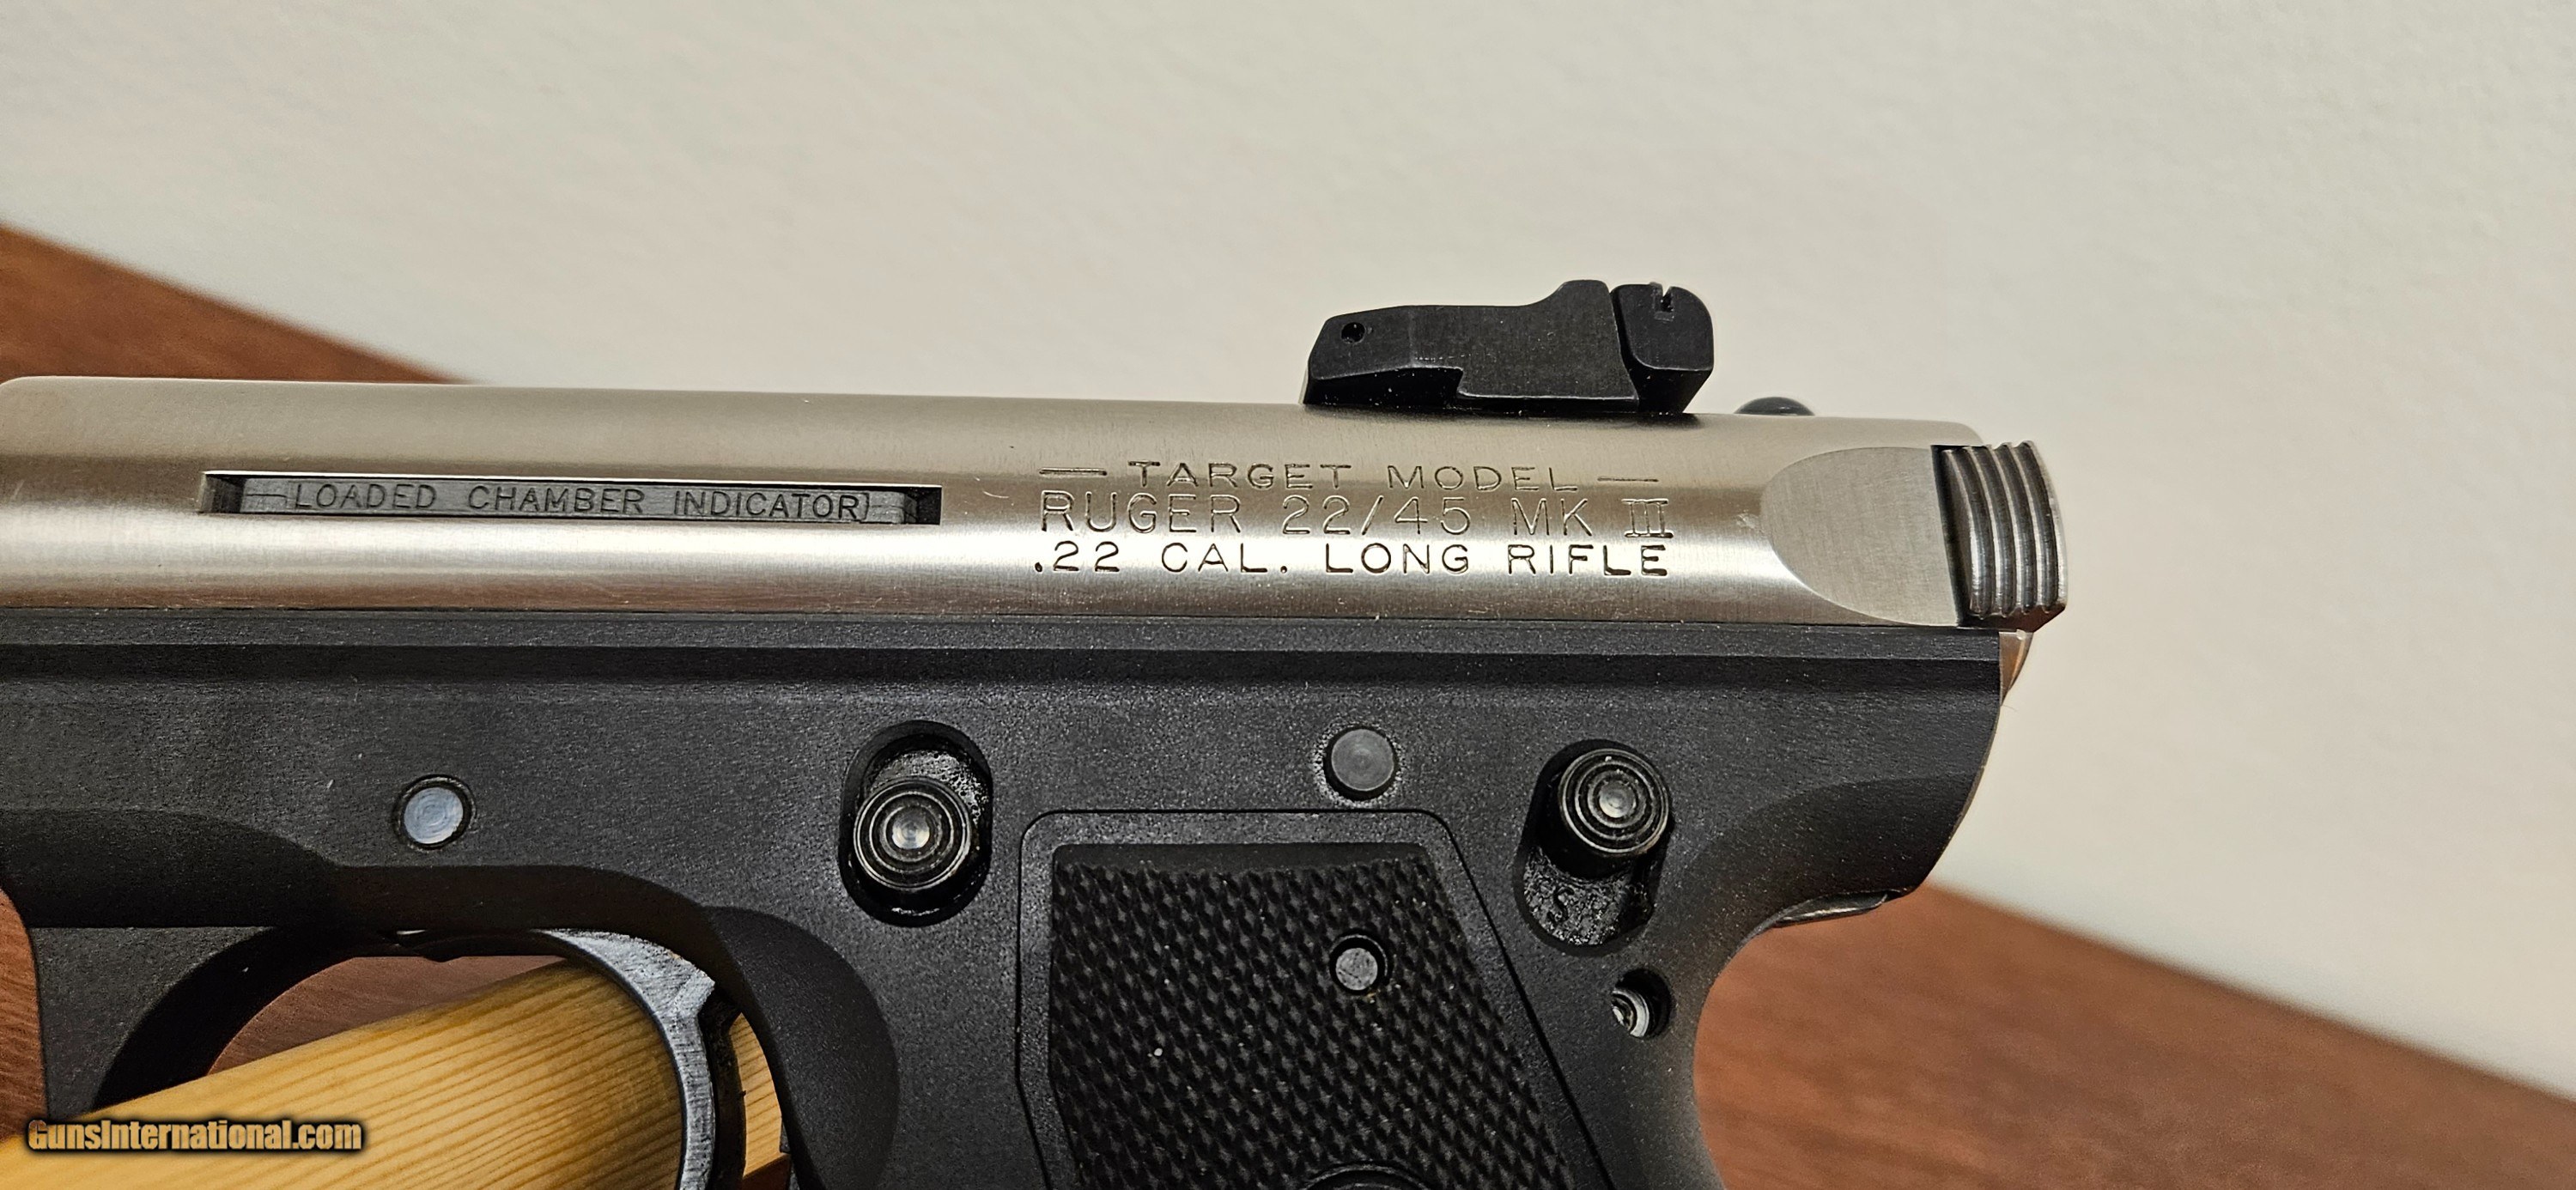 — TARGET MODEL —
LOADED CHAMBER INDICATOR
RUGER 22/45 MK III
.22 CAL. LONG RIFLE
S
GunsInternational.com